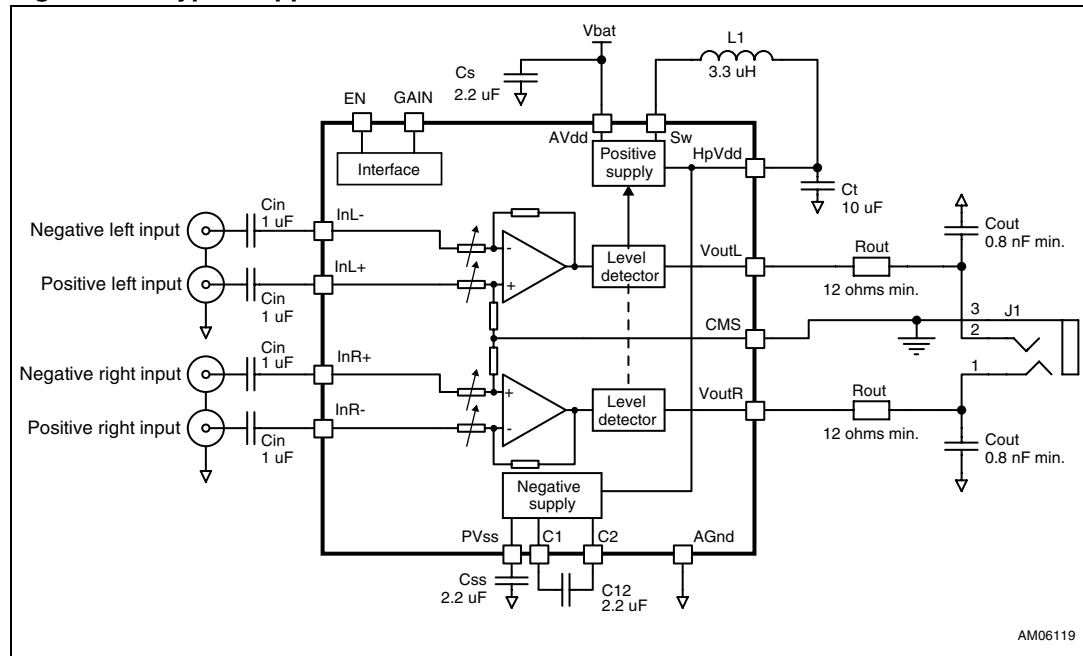 Vbat
L1
3.3 uH
Cs
2.2 uF
EN GAIN
AVdd
Sw
HpVdd
Interface
Positive
supply
Ct
10 uF
Cin
1 uF
InL-
Negative left input
Cout
0.8 nF min.
-
Level
detector
VoutL
Rout
12 ohms min.
InL+
Positive left input
+
Cin
1 uF
CMS
3
J1
2
Cin
1 uF
InR+
Negative right input
+
1
InR-
Positive right input
-
Level
detector
VoutR
Rout
12 ohms min.
Cin
1 uF
Cout
0.8 nF min.
Negative
supply
PVss
C1
C2
AGnd
Css
2.2 uF
C12
2.2 uF
AM06119